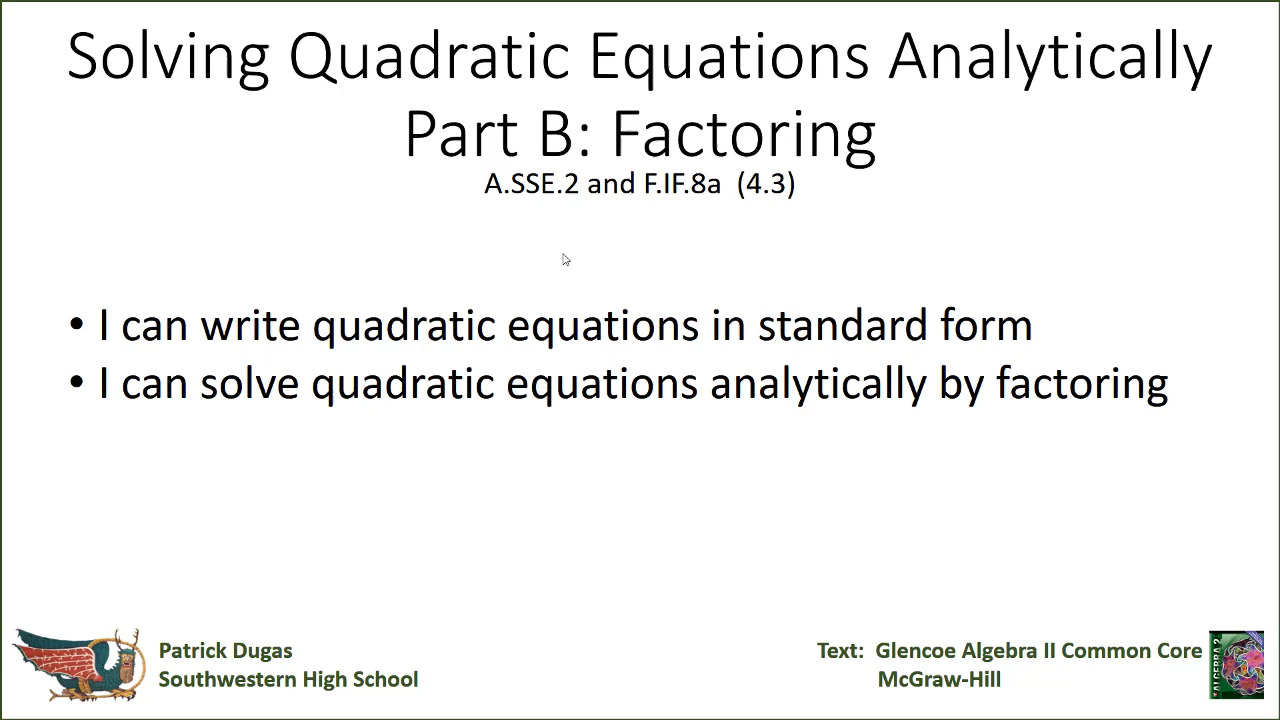 Solving Quadratic Equations Analytically
Part B: Factoring
A.SSE.2 and F.IF.8a (4.3)
• I can write quadratic equations in standard form
• I can solve quadratic equations analytically by factoring
Patrick Dugas
Southwestern High School
Text: Glencoe Algebra II Common Core
McGraw-Hill
ALGEBRA 2